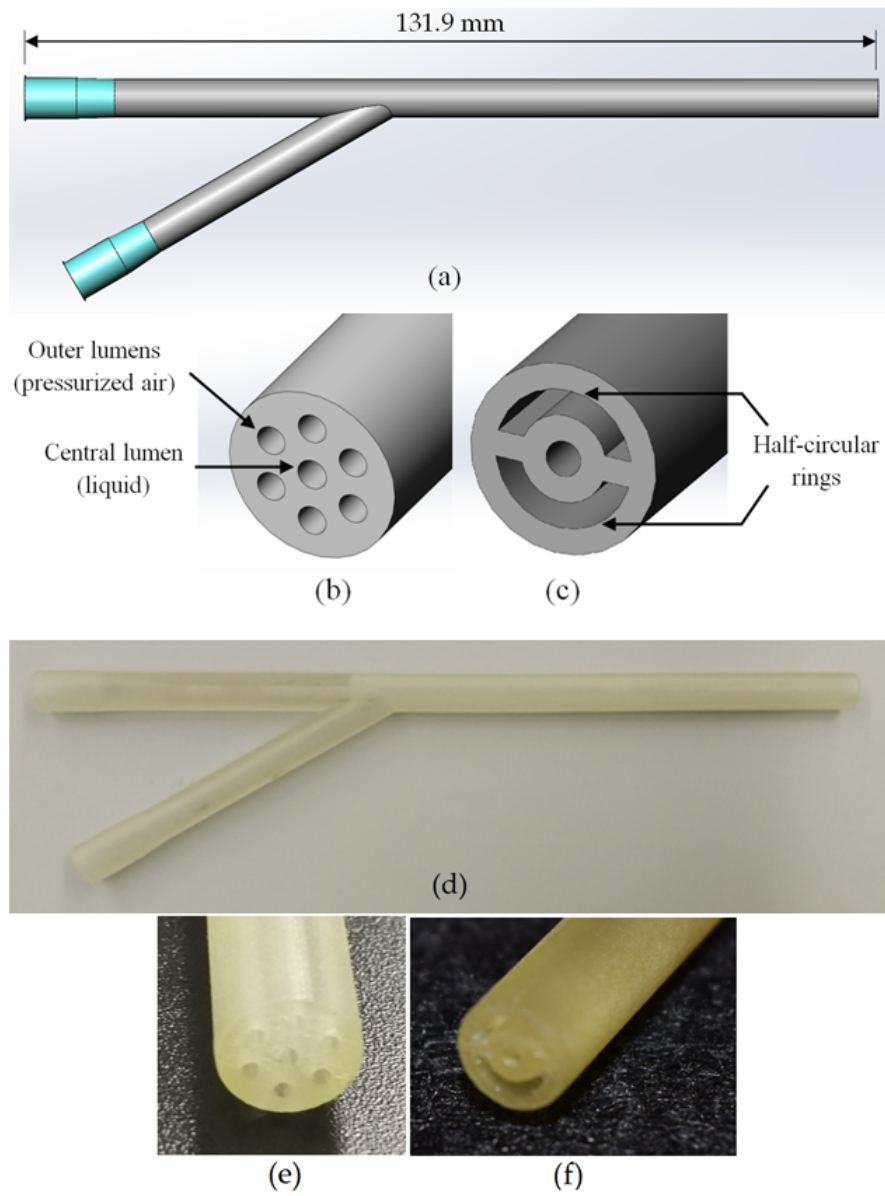 131.9 mm
(a)
Outer lumens
(pressurized air)
Central lumen
(liquid)
Half-circular
rings
(b)
(c)
(d)
(e)
(f)